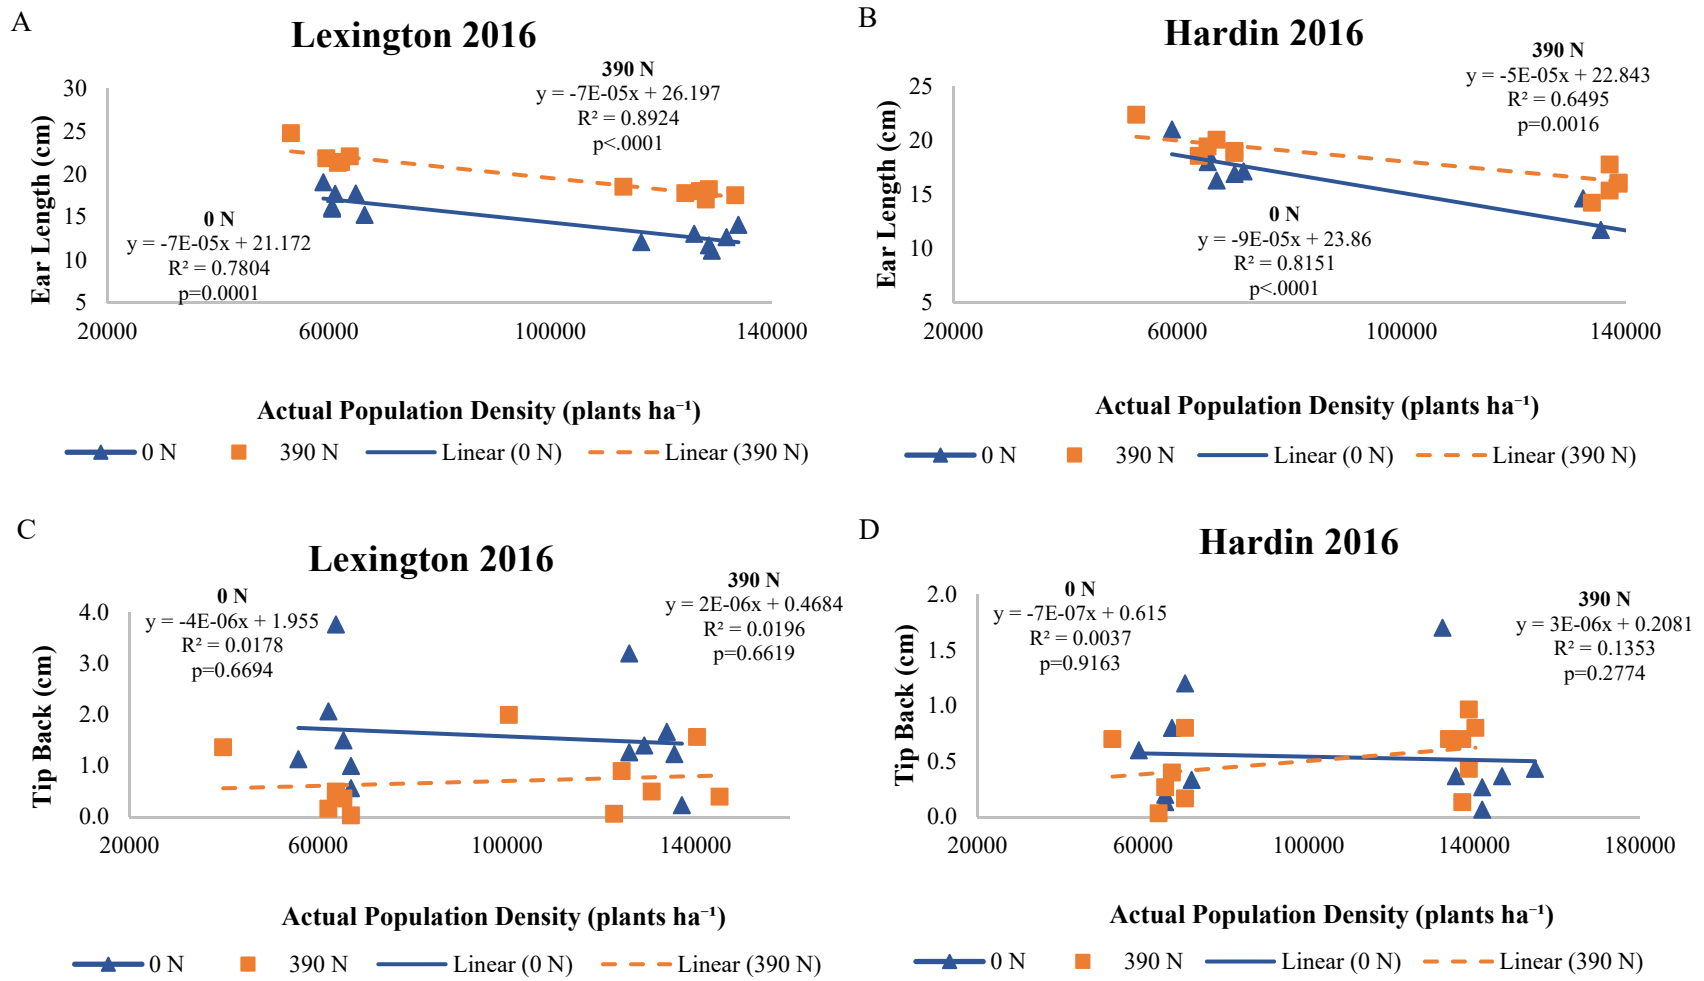 A
Lexington 2016
390 N
y = -7E-05x + 26.197
R² = 0.8924
p<.0001
0 N
y = -7E-05x + 21.172
R² = 0.7804
p=0.0001
Ear Length (cm)
30
25
20
15
10
5
20000 60000 100000 140000
Actual Population Density (plants ha⁻¹)
0 N 390 N Linear (0 N) Linear (390 N)
B
Hardin 2016
390 N
y = -5E-05x + 22.843
R² = 0.6495
p=0.0016
0 N
y = -9E-05x + 23.86
R² = 0.8151
p<.0001
Ear Length (cm)
25
20
15
10
5
20000 60000 100000 140000
Actual Population Density (plants ha⁻¹)
0 N 390 N Linear (0 N) Linear (390 N)
C
Lexington 2016
0 N
y = -4E-06x + 1.955
R² = 0.0178
p=0.6694
390 N
y = 2E-06x + 0.4684
R² = 0.0196
p=0.6619
Tip Back (cm)
4.0
3.0
2.0
1.0
0.0
20000 60000 100000 140000
Actual Population Density (plants ha⁻¹)
0 N 390 N Linear (0 N) Linear (390 N)
D
Hardin 2016
0 N
y = -7E-07x + 0.615
R² = 0.0037
p=0.9163
390 N
y = 3E-06x + 0.2081
R² = 0.1353
p=0.2774
Tip Back (cm)
2.0
1.5
1.0
0.5
0.0
20000 60000 100000 140000 180000
Actual Population Density (plants ha⁻¹)
0 N 390 N Linear (0 N) Linear (390 N)